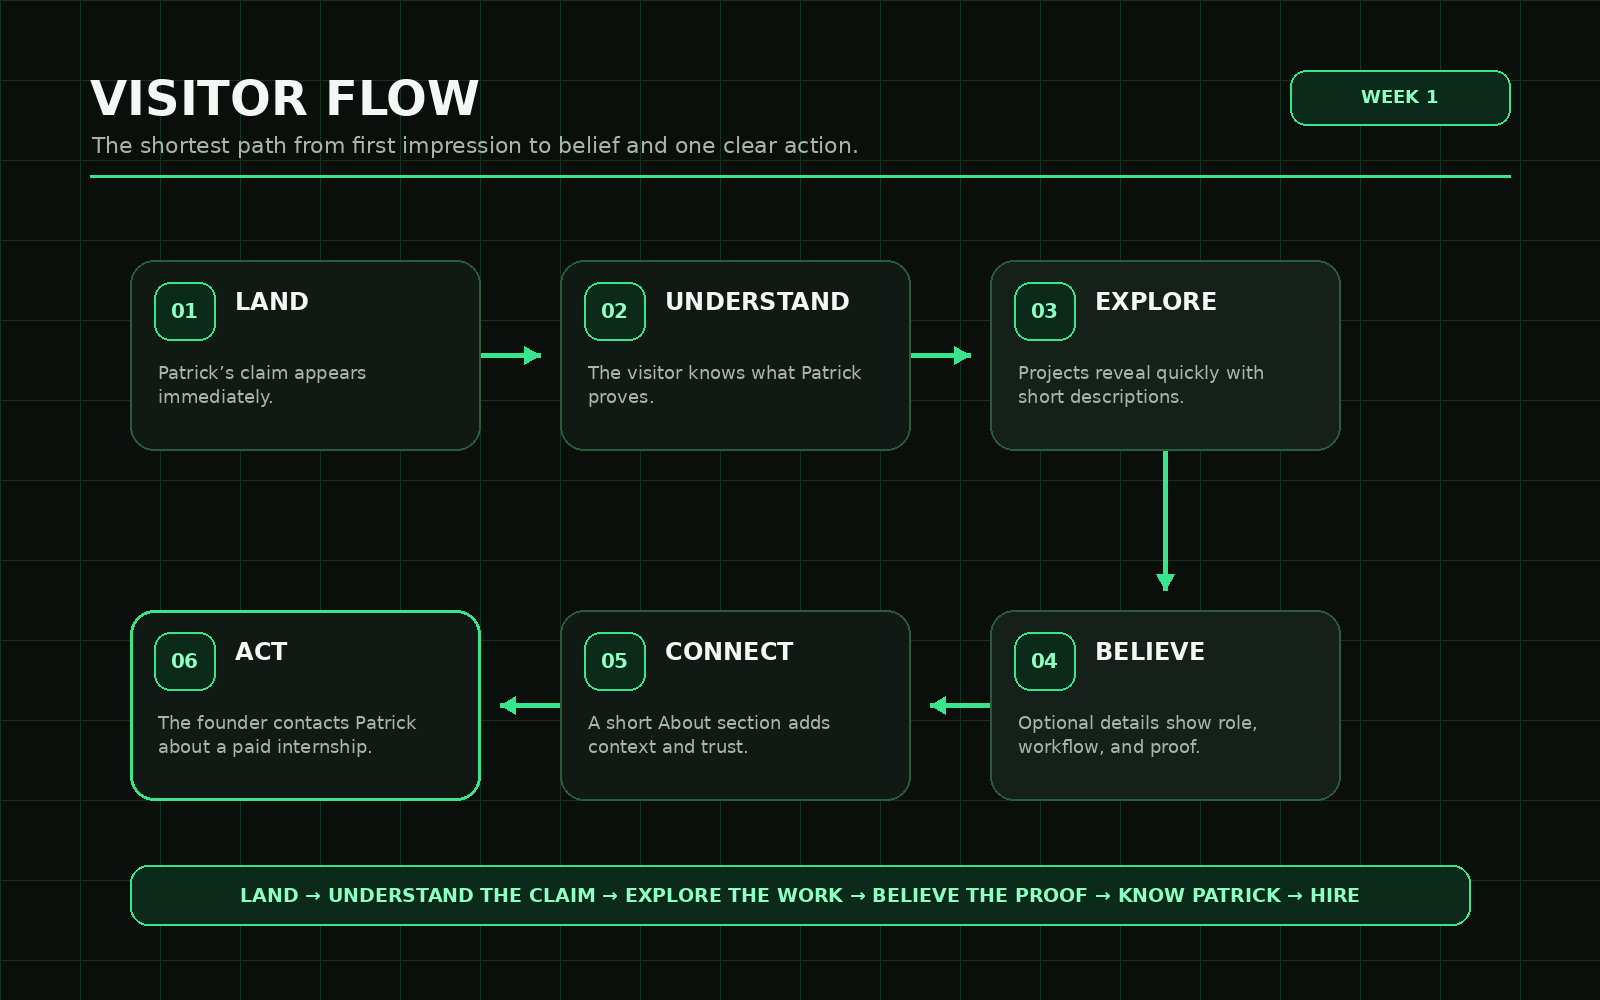 VISITOR FLOW
WEEK 1
The shortest path from first impression to belief and one clear action.
01
LAND
Patrick’s claim appears
immediately.
02
UNDERSTAND
The visitor knows what Patrick
proves.
03
EXPLORE
Projects reveal quickly with
short descriptions.
04
BELIEVE
Optional details show role,
workflow, and proof.
05
CONNECT
A short About section adds
context and trust.
06
ACT
The founder contacts Patrick
about a paid internship.
LAND → UNDERSTAND THE CLAIM → EXPLORE THE WORK → BELIEVE THE PROOF → KNOW PATRICK → HIRE